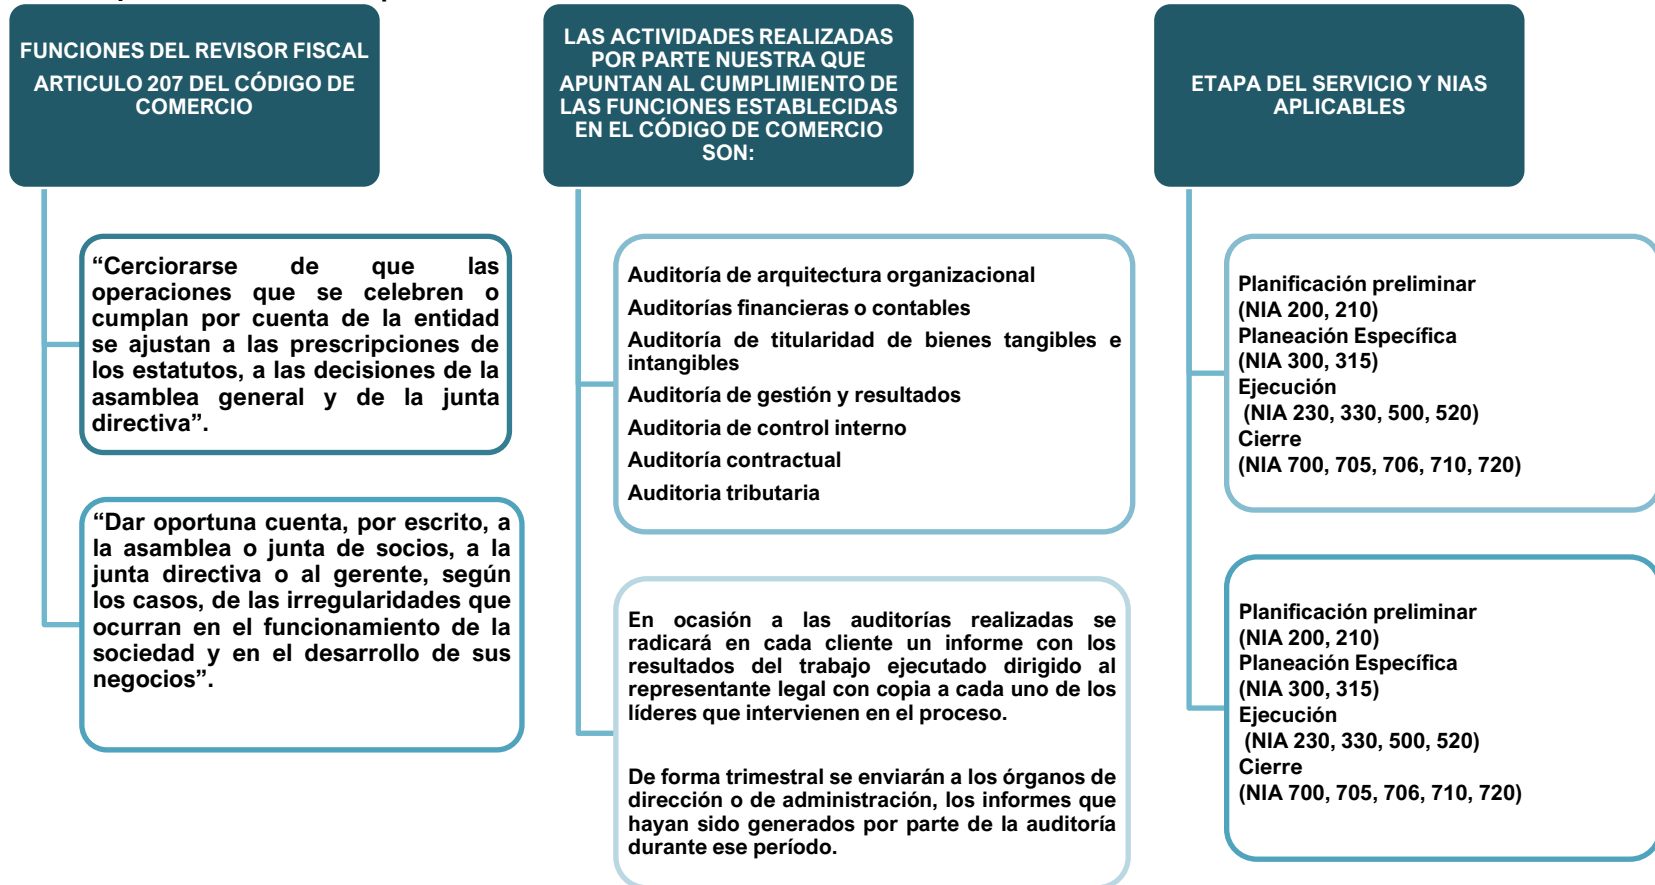 FUNCIONES DEL REVISOR FISCAL
ARTICULO 207 DEL CÓDIGO DE
COMERCIO
“Cerciorarse de que las
operaciones que se celebren o
cumplan por cuenta de la entidad
se ajustan a las prescripciones de
los estatutos, a las decisiones de la
asamblea general y de la junta
directiva”.
“Dar oportuna cuenta, por escrito, a
la asamblea o junta de socios, a la
junta directiva o al gerente, según
los casos, de las irregularidades que
ocurran en el funcionamiento de la
sociedad y en el desarrollo de sus
negocios”.
LAS ACTIVIDADES REALIZADAS
POR PARTE NUESTRA QUE
APUNTAN AL CUMPLIMIENTO DE
LAS FUNCIONES ESTABLECIDAS
EN EL CÓDIGO DE COMERCIO
SON:
Auditoría de arquitectura organizacional
Auditorías financieras o contables
Auditoría de titularidad de bienes tangibles e
intangibles
Auditoría de gestión y resultados
Auditoria de control interno
Auditoría contractual
Auditoria tributaria
En ocasión a las auditorías realizadas se
radicará en cada cliente un informe con los
resultados del trabajo ejecutado dirigido al
representante legal con copia a cada uno de los
líderes que intervienen en el proceso.
De forma trimestral se enviarán a los órganos de
dirección o de administración, los informes que
hayan sido generados por parte de la auditoría
durante ese período.
ETAPA DEL SERVICIO Y NIAS
APLICABLES
Planificación preliminar
(NIA 200, 210)
Planeación Específica
(NIA 300, 315)
Ejecución
(NIA 230, 330, 500, 520)
Cierre
(NIA 700, 705, 706, 710, 720)
Planificación preliminar
(NIA 200, 210)
Planeación Específica
(NIA 300, 315)
Ejecución
(NIA 230, 330, 500, 520)
Cierre
(NIA 700, 705, 706, 710, 720)